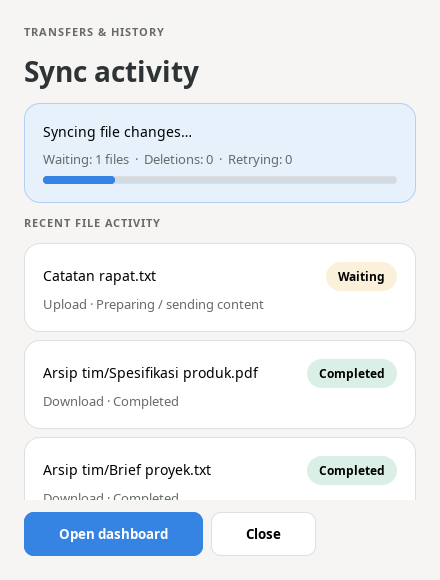 TRANSFERS & HISTORY
Sync activity
Syncing file changes...
Waiting: 1 files · Deletions: 0 · Retrying: 0
RECENT FILE ACTIVITY
Catatan rapat.txt
Waiting
Upload · Preparing / sending content
Arsip tim/Spesifikasi produk.pdf
Completed
Download · Completed
Arsip tim/Brief proyek.txt
Completed
Download · Completed
Open dashboard
Close